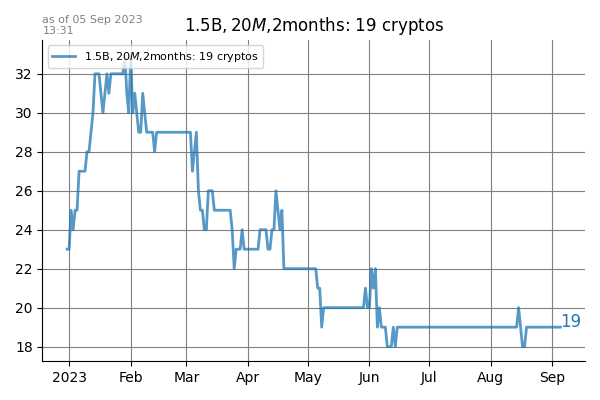 as of 05 Sep 2023
13:31
1.5B, 20M,2months: 19 cryptos
1.5B, 20M,2months: 19 cryptos
32
30
28
26
24
22
20
18
19
2023 Feb Mar Apr May Jun Jul Aug Sep